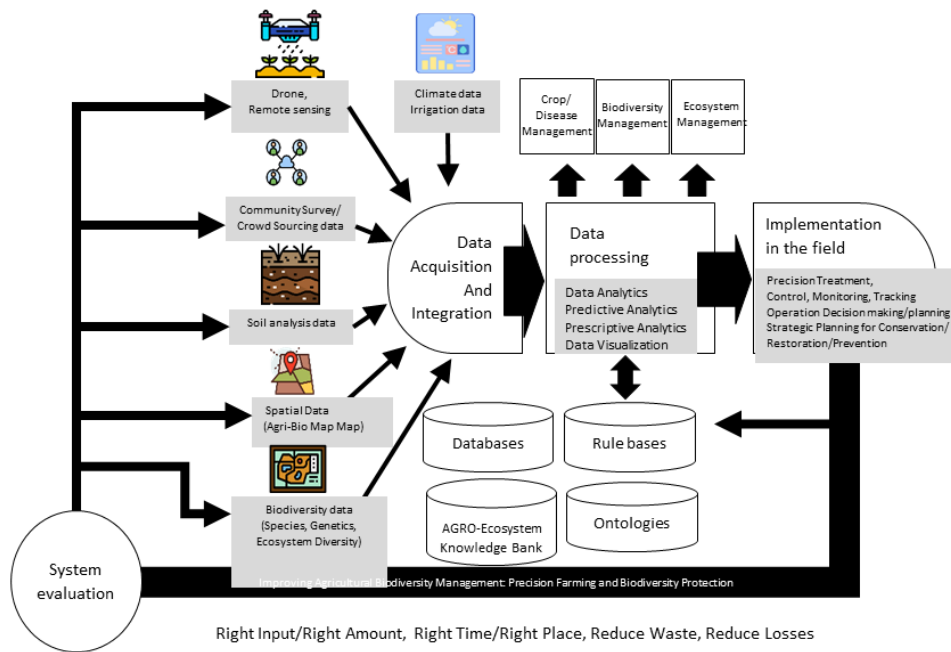 Drone,
Remote sensing
Climate data
Irrigation data
Crop/
Disease
Management
Biodiversity
Management
Ecosystem
Management
Community Survey/
Crowd Sourcing data
Data
Acquisition
And
Integration
Data
processing
Data Analytics
Predictive Analytics
Prescriptive Analytics
Data Visualization
Implementation
in the field
Precision Treatment,
Control, Monitoring, Tracking
Operation Decision making/planning
Strategic Planning for Conservation/
Restoration/Prevention
Soil analysis data
Spatial Data
(Agri-Bio Map Map)
Databases
Rule bases
Biodiversity data
(Species, Genetics,
Ecosystem Diversity)
AGRO-Ecosystem
Knowledge Bank
Ontologies
System
evaluation
Improving Agricultural Biodiversity Management: Precision Farming and Biodiversity Protection
Right Input/Right Amount, Right Time/Right Place, Reduce Waste, Reduce Losses